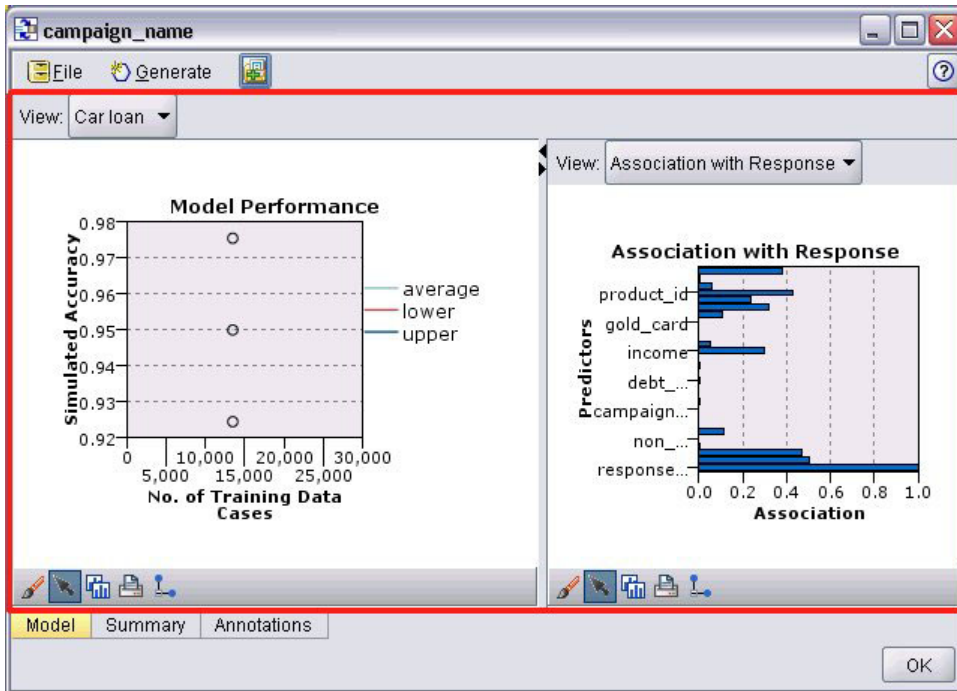 campaign_name
File Generate
View: Car loan
View: Association with Response
Model Performance
Simulated Accuracy
0.98
0.97
0.96
0.95
0.94
0.93
0.92
0 10,000 20,000 30,000
5,000 15,000 25,000
No. of Training Data
Cases
average
lower
upper
Association with Response
Predictors
product_id
gold_card
income
debt_...
campaign...
non_...
response...
0.0 0.2 0.4 0.6 0.8 1.0
Association
Model Summary Annotations
OK